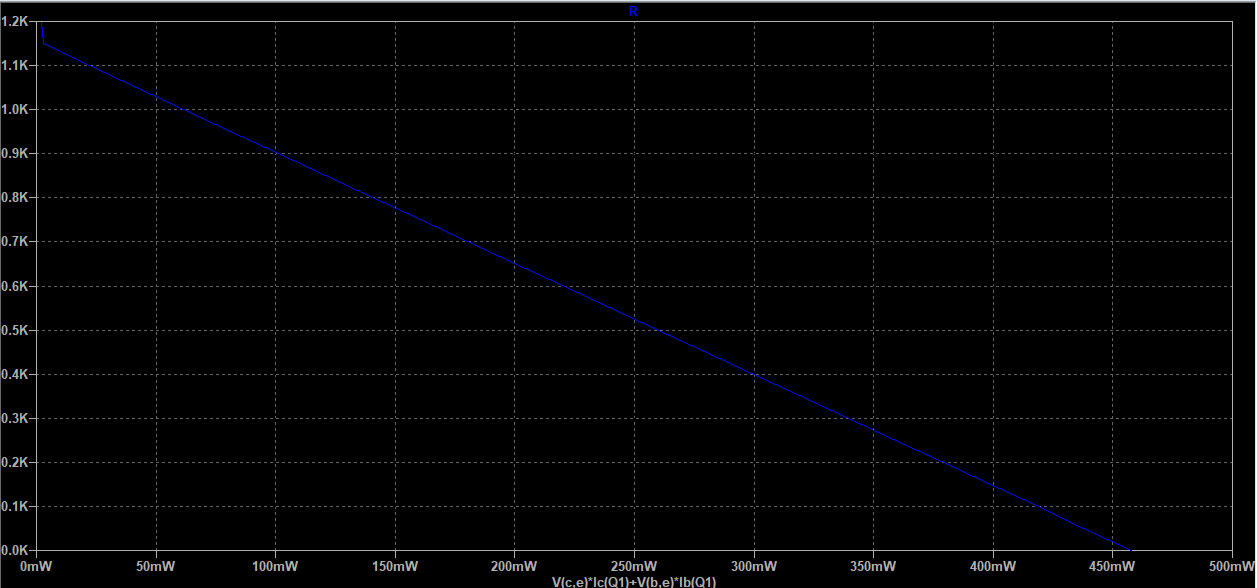 R
1.2K
1.1K
1.0K
0.9K
0.8K
0.7K
0.6K
0.5K
0.4K
0.3K
0.2K
0.1K
0.0K
0mW 50mW 100mW 150mW 200mW 250mW 300mW 350mW 400mW 450mW 500mW
V(c,e)*Ic(Q1)+V(b,e)*Ib(Q1)